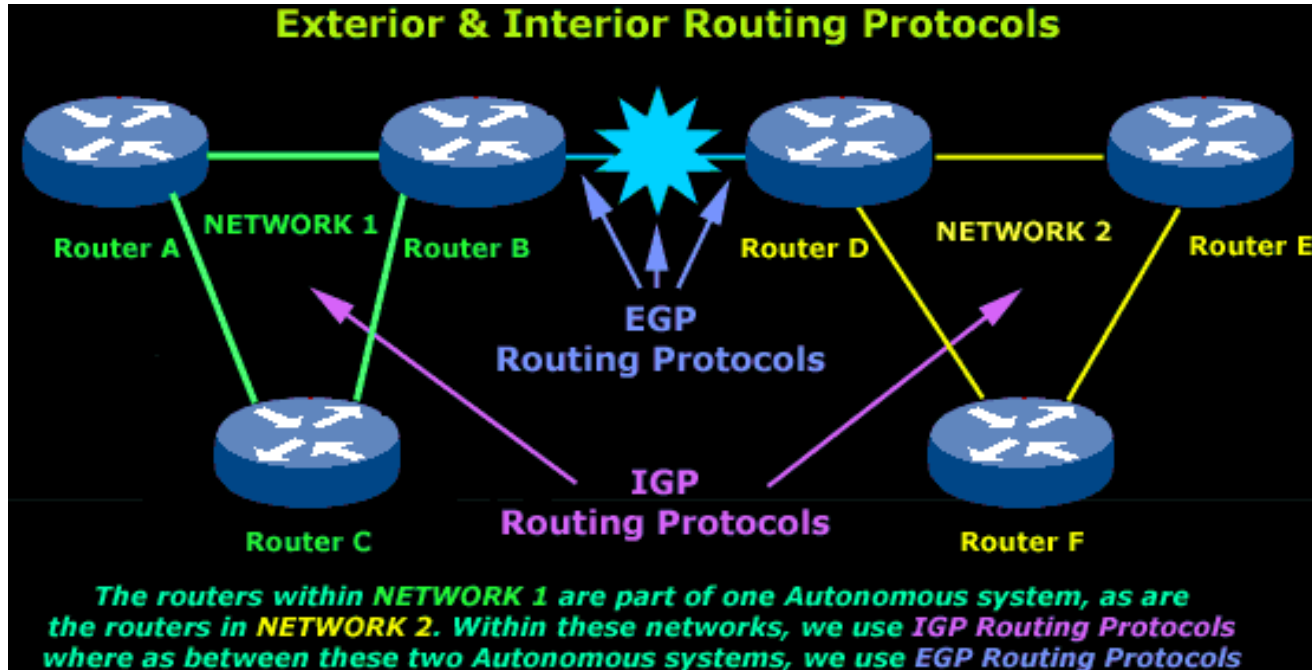 Exterior & Interior Routing Protocols
NETWORK 1
NETWORK 2
Router A
Router B
Router D
Router E
EGP
Routing Protocols
IGP
Routing Protocols
Router C
Router F
The routers within NETWORK 1 are part of one Autonomous system, as are
the routers in NETWORK 2. Within these networks, we use IGP Routing Protocols
where as between these two Autonomous systems, we use EGP Routing Protocols